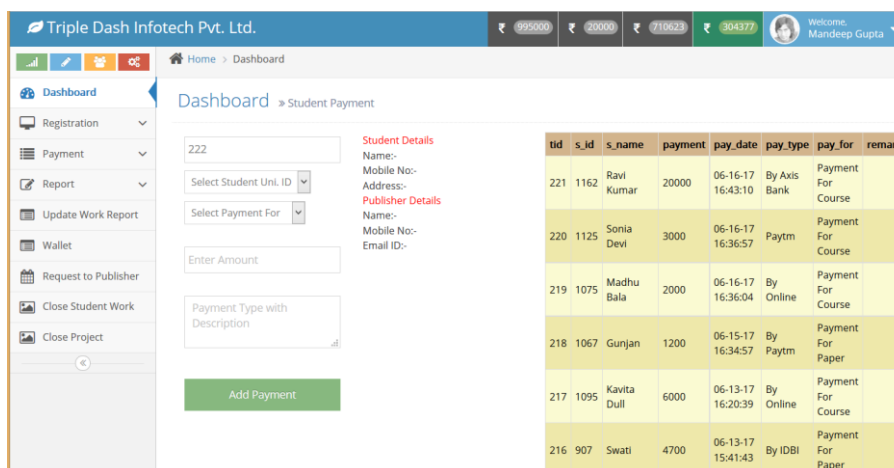 Triple Dash Infotech Pvt. Ltd.
₹ 995000 ₹ 20000 ₹ 710623 ₹ 304377
Welcome,
Mandeep Gupta
Home > Dashboard
Dashboard
Registration
Payment
Report
Update Work Report
Wallet
Request to Publisher
Close Student Work
Close Project
Dashboard » Student Payment
222
Select Student Uni. ID
Select Payment For
Enter Amount
Payment Type with
Description
Add Payment
Student Details
Name:-
Mobile No:-
Address:-
Publisher Details
Name:-
Mobile No:-
Email ID:-
tid s_id s_name payment pay_date pay_type pay_for remar
221 1162 Ravi Kumar 20000 06-16-17 16:43:10 By Axis Bank Payment For Course
220 1125 Sonia Devi 3000 06-16-17 16:36:57 Paytm Payment For Course
219 1075 Madhu Bala 2000 06-16-17 16:36:04 By Online Payment For Course
218 1067 Gunjan 1200 06-15-17 16:34:57 By Paytm Payment For Paper
217 1095 Kavita Dull 6000 06-13-17 16:20:39 By Online Payment For Course
216 907 Swati 4700 06-13-17 15:41:43 By IDBI Payment For Paper